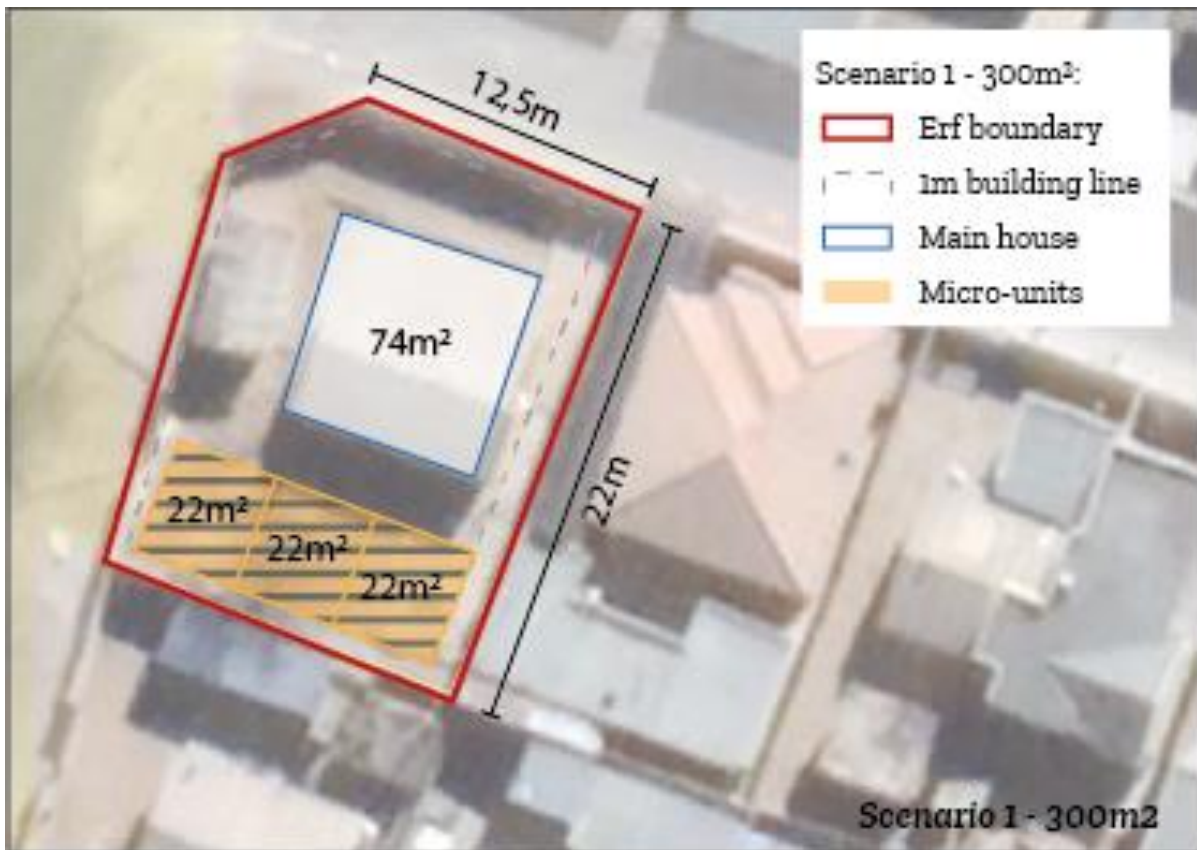 12,5m
Scenario 1 - 300m²:
Erf boundary
1m building line
Main house
Micro-units
74m²
22m
22m²
22m²
22m²
Scenario 1 - 300m2